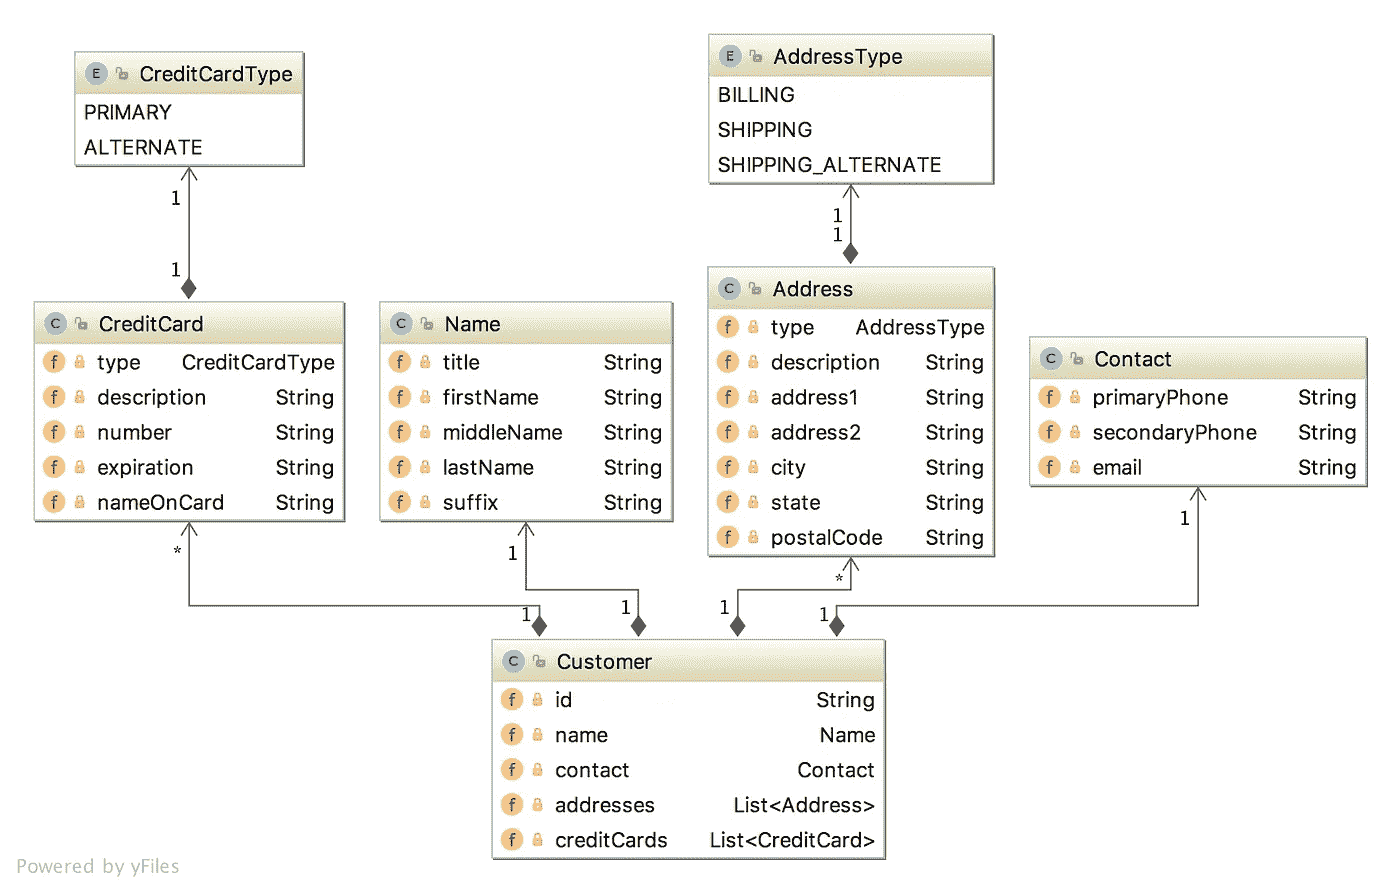 E CreditCardType
PRIMARY
ALTERNATE
E AddressType
BILLING
SHIPPING
SHIPPING_ALTERNATE
1
1
1
1
C CreditCard
f type CreditCardType
f description String
f number String
f expiration String
f nameOnCard String
C Name
f title String
f firstName String
f middleName String
f lastName String
f suffix String
C Address
f type AddressType
f description String
f address1 String
f address2 String
f city String
f state String
f postalCode String
C Contact
f primaryPhone String
f secondaryPhone String
f email String
*
1
*
1
1
1
1
1
C Customer
f id String
f name Name
f contact Contact
f addresses List<Address>
f creditCards List<CreditCard>
Powered by yFiles